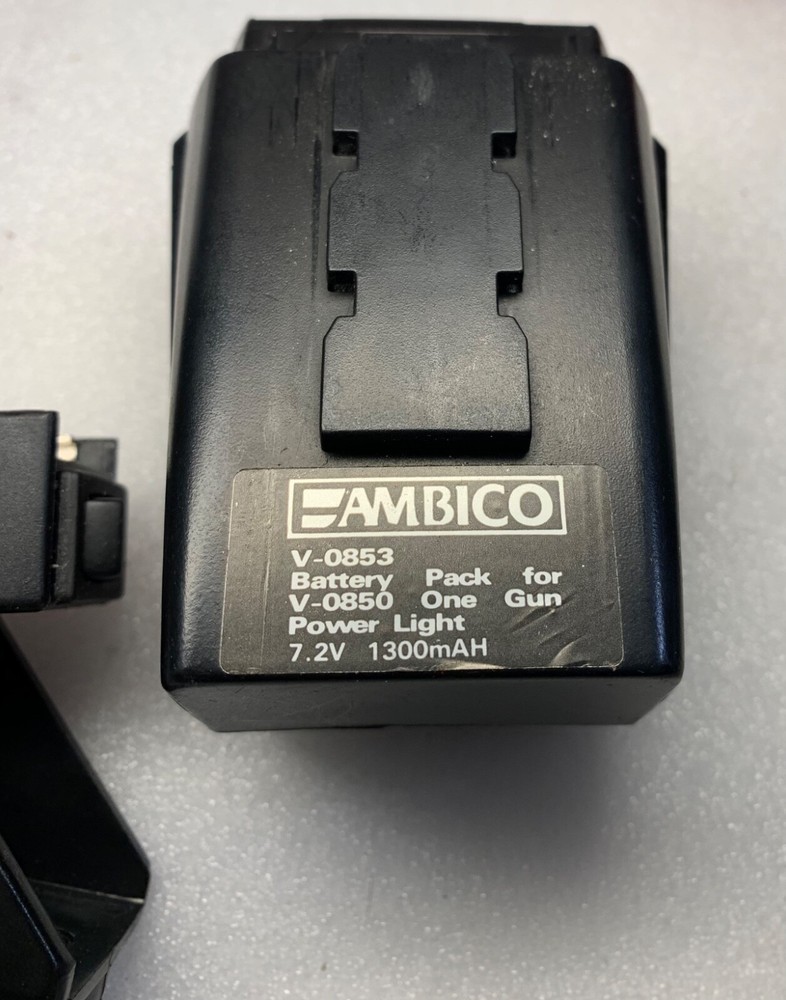 AMBICO
V-0853
Battery Pack for
V-0850 One Gun
Power Light
7.2V 1300mAH